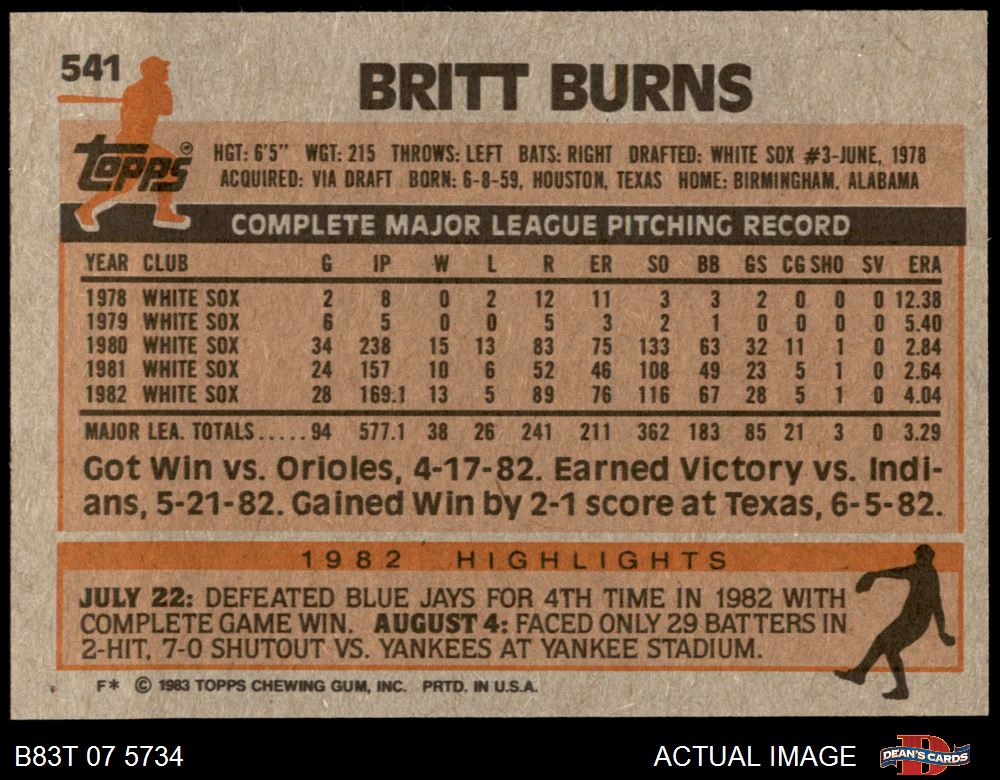 541
BRITT BURNS
Topps®
HGT: 6'5" WGT: 215 THROWS: LEFT BATS: RIGHT DRAFTED: WHITE SOX #3-JUNE, 1978
ACQUIRED: VIA DRAFT BORN: 6-8-59, HOUSTON, TEXAS HOME: BIRMINGHAM, ALABAMA
COMPLETE MAJOR LEAGUE PITCHING RECORD
YEAR CLUB G IP W L R ER SO BB GS CG SHO SV ERA
1978 WHITE SOX 2 8 0 2 12 11 3 3 2 0 0 0 12.38
1979 WHITE SOX 6 5 0 0 5 3 2 1 0 0 0 0 5.40
1980 WHITE SOX 34 238 15 13 83 75 133 63 32 11 1 0 2.84
1981 WHITE SOX 24 157 10 6 52 46 108 49 23 5 1 0 2.64
1982 WHITE SOX 28 169.1 13 5 89 76 116 67 28 5 1 0 4.04
MAJOR LEA. TOTALS.....94 577.1 38 26 241 211 362 183 85 21 3 0 3.29
Got Win vs. Orioles, 4-17-82. Earned Victory vs. Indi-
ans, 5-21-82. Gained Win by 2-1 score at Texas, 6-5-82.
1982 HIGHLIGHTS
JULY 22: DEFEATED BLUE JAYS FOR 4TH TIME IN 1982 WITH
COMPLETE GAME WIN. AUGUST 4: FACED ONLY 29 BATTERS IN
2-HIT, 7-0 SHUTOUT VS. YANKEES AT YANKEE STADIUM.
F* © 1983 TOPPS CHEWING GUM, INC. PRTD. IN U.S.A.
B83T 07 5734
ACTUAL IMAGE
DEAN'S CARDS